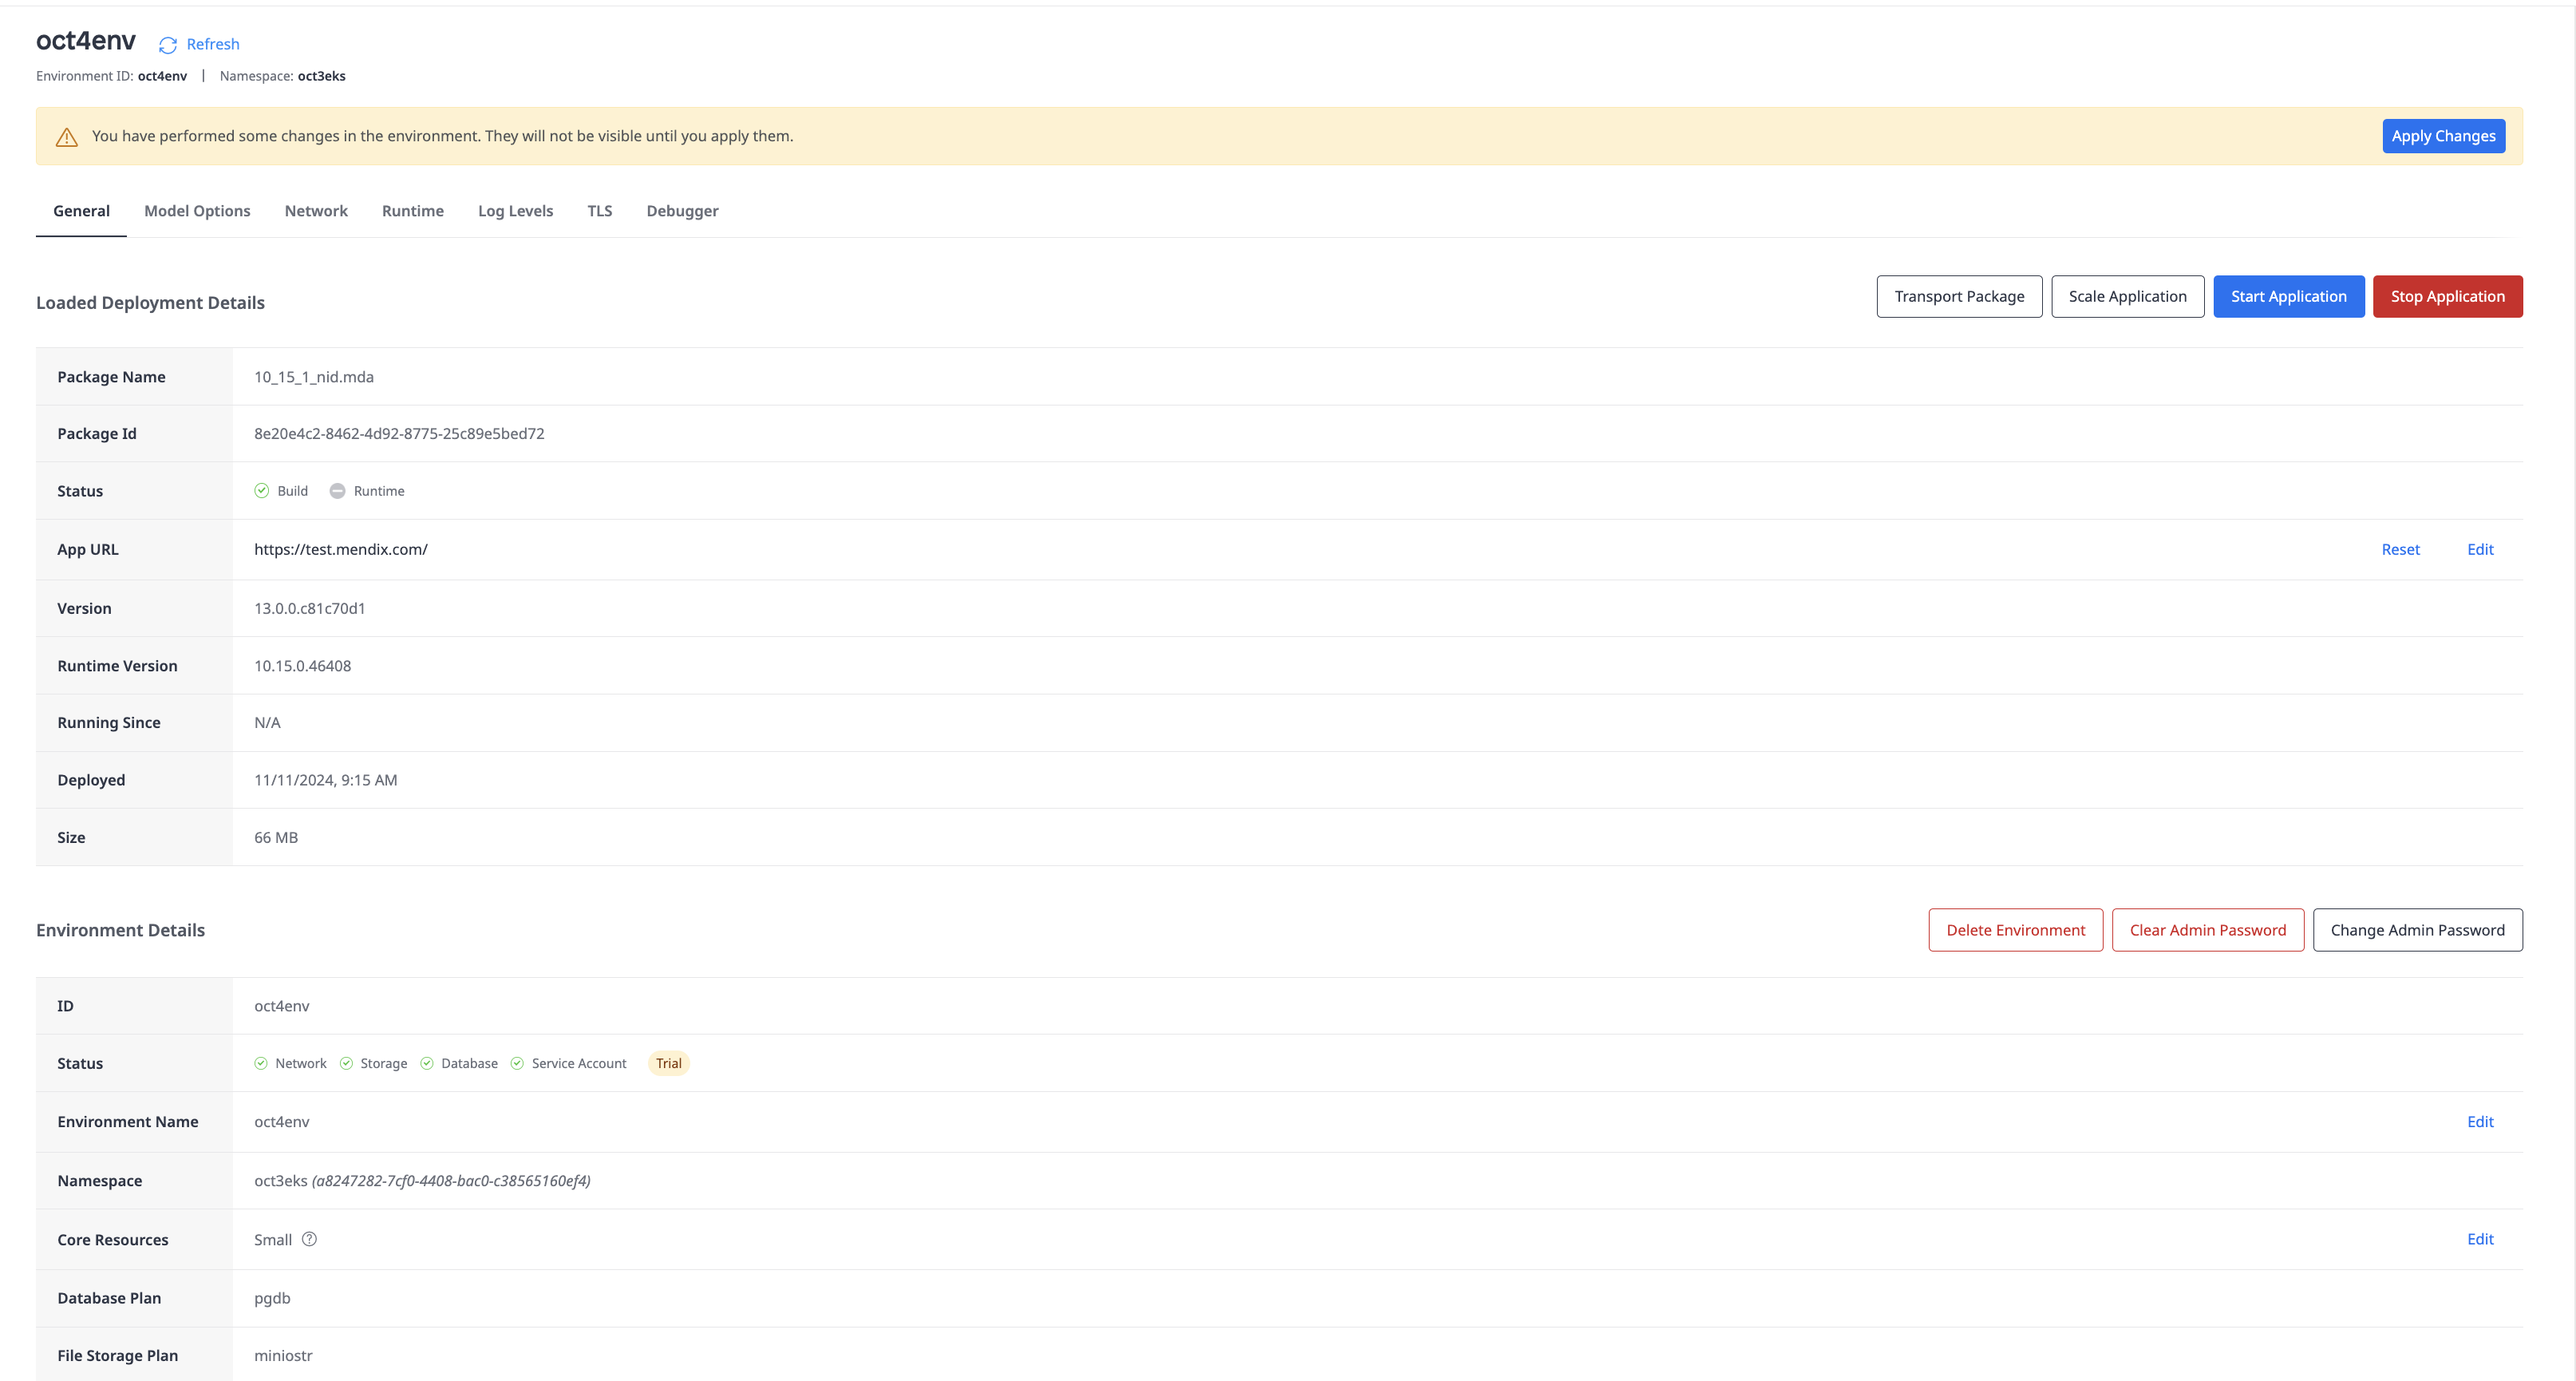 oct4env Refresh
Environment ID: oct4env | Namespace: oct3eks
You have performed some changes in the environment. They will not be visible until you apply them. Apply Changes
General Model Options Network Runtime Log Levels TLS Debugger
Loaded Deployment Details Transport Package Scale Application Start Application Stop Application
Package Name 10_15_1_nid.mda
Package Id 8e20e4c2-8462-4d92-8775-25c89e5bed72
Status Build Runtime
App URL https://test.mendix.com/ Reset Edit
Version 13.0.0.c81c70d1
Runtime Version 10.15.0.46408
Running Since N/A
Deployed 11/11/2024, 9:15 AM
Size 66 MB
Environment Details Delete Environment Clear Admin Password Change Admin Password
ID oct4env
Status Network Storage Database Service Account Trial
Environment Name oct4env Edit
Namespace oct3eks (a8247282-7cf0-4408-bac0-c38565160ef4)
Core Resources Small Edit
Database Plan pgdb
File Storage Plan miniostr